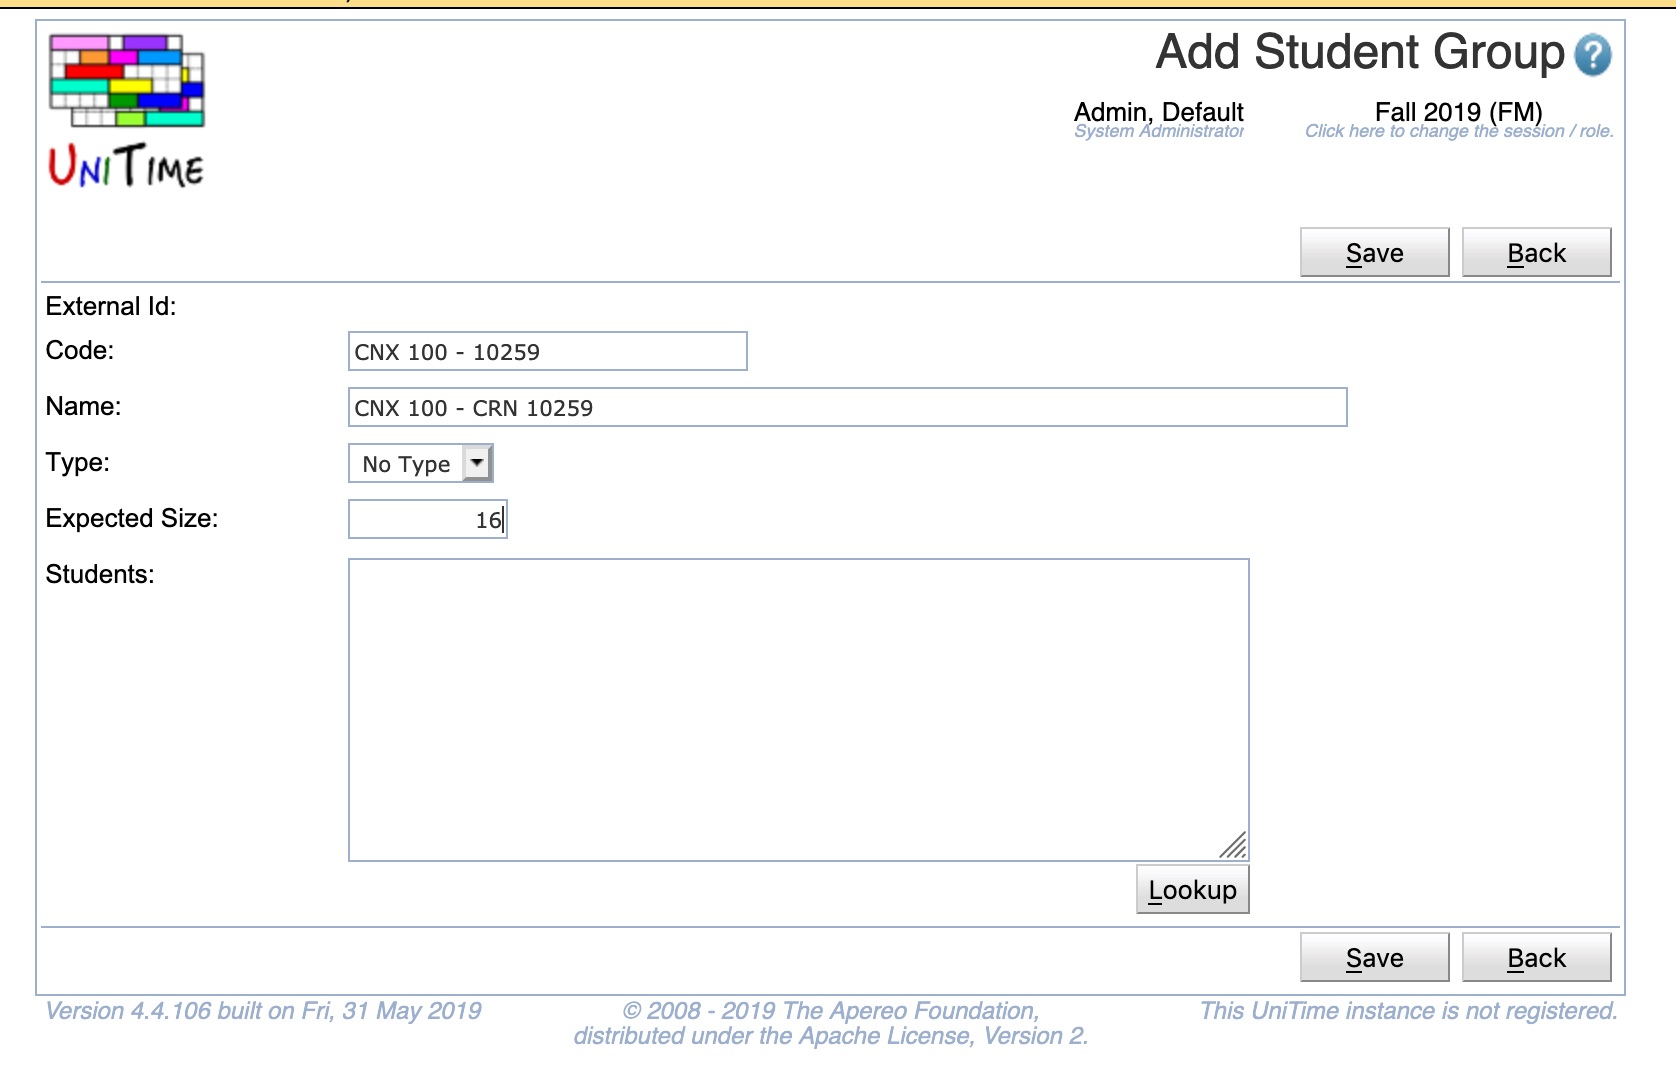 Add Student Group ?
Admin, Default Fall 2019 (FM)
System Administrator Click here to change the session / role.
UNITIME
Save Back
External Id:
Code: CNX 100 - 10259
Name: CNX 100 - CRN 10259
Type: No Type
Expected Size: 16
Students:
Lookup
Save Back
Version 4.4.106 built on Fri, 31 May 2019 © 2008 - 2019 The Apereo Foundation, This UniTime instance is not registered.
distributed under the Apache License, Version 2.